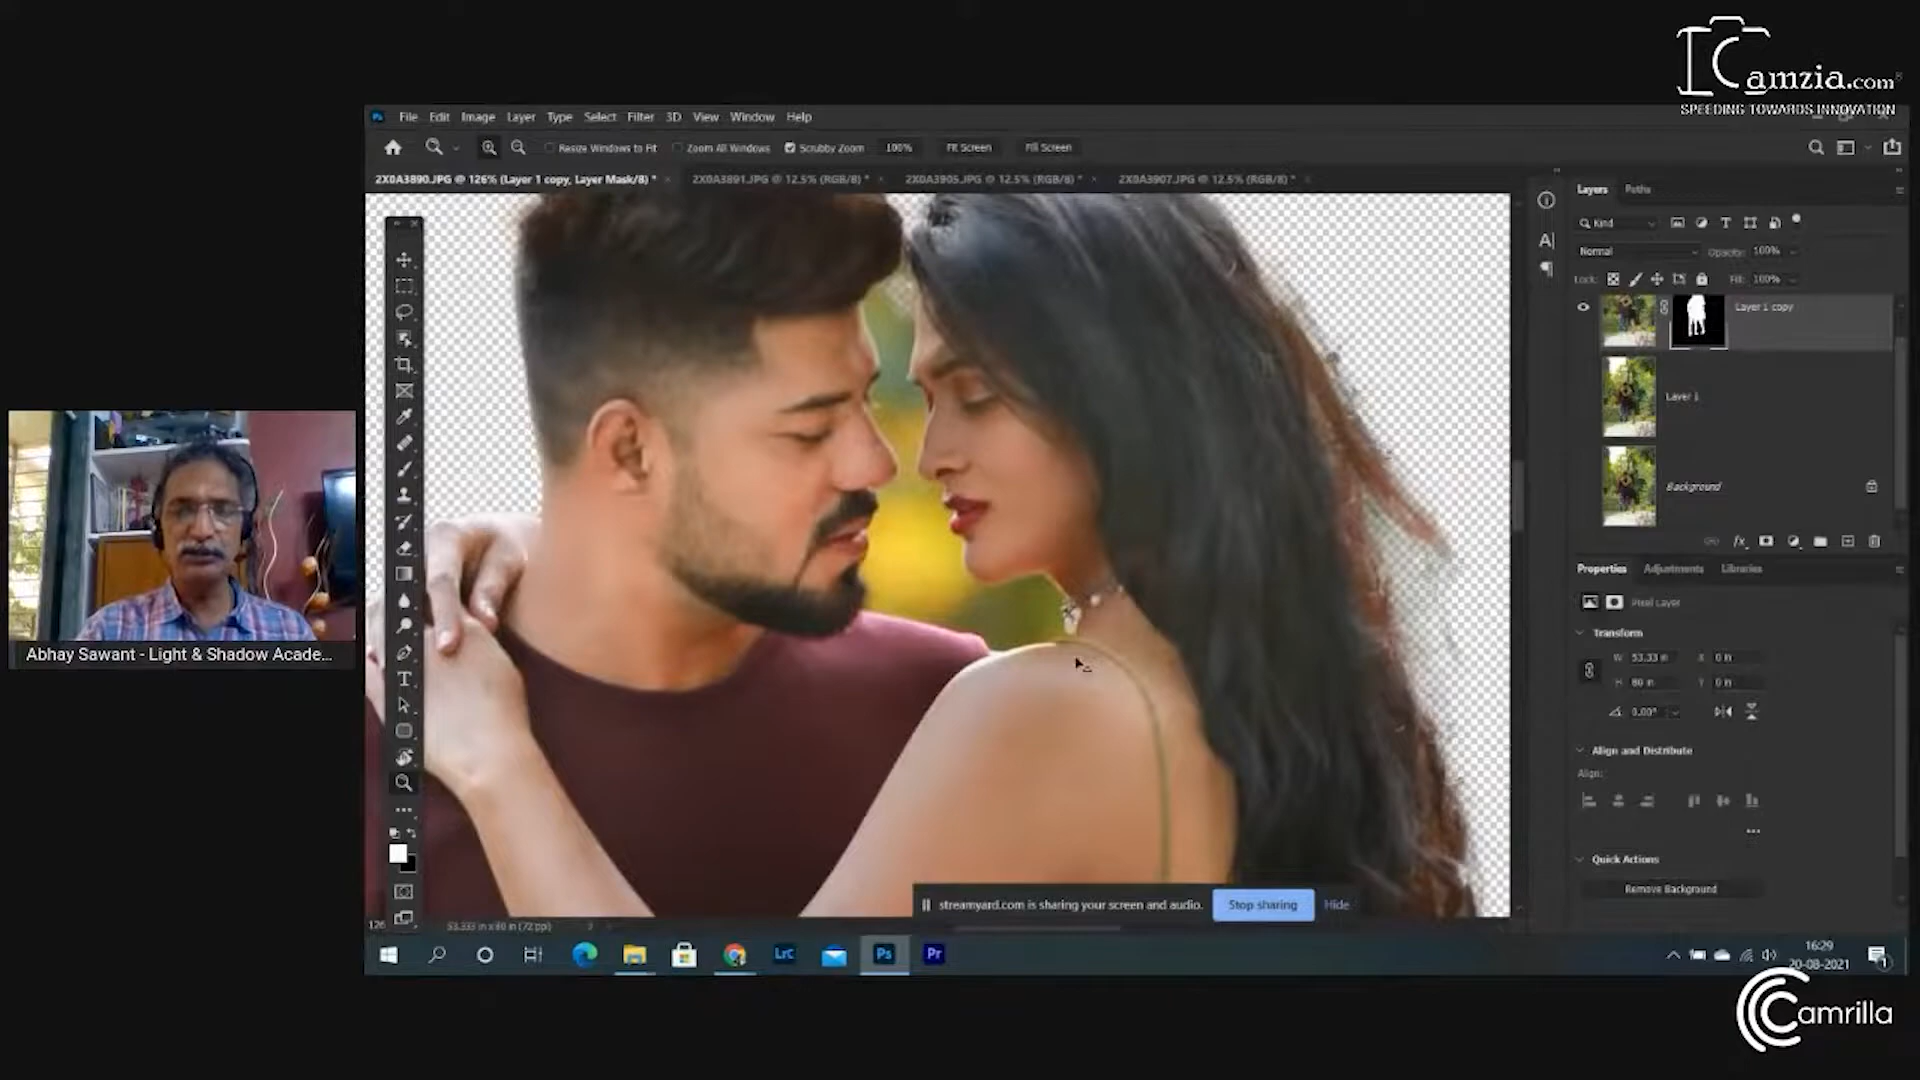 Camzia.com
SPEEDING TOWARDS INNOVATION
Ps File Edit Image Layer Type Select Filter 3D View Window Help
Resize Windows to Fit Zoom All Windows Scrubby Zoom 100% Fit Screen Fill Screen
2X0A3890.JPG @ 126% (Layer 1 copy, Layer Mask/8) * 2X0A3891.JPG @ 12.5% (RGB/8) * 2X0A3905.JPG @ 12.5% (RGB/8) * 2X0A3907.JPG @ 12.5% (RGB/8) *
Layers Paths
Kind
Normal Opacity: 100%
Lock: Fill: 100%
Layer 1 copy
Layer 1
Background
Properties Adjustments Libraries
Pixel Layer
Transform
W 53.33 in X 0 in
H 80 in Y 0 in
0.00°
Align and Distribute
Align:
Quick Actions
Remove Background
Abhay Sawant - Light & Shadow Acade...
streamyard.com is sharing your screen and audio. Stop sharing Hide
126 53.333 in x 80 in (72 ppi)
LrC Ps Pr
16:29
20-08-2021
1
Camrilla